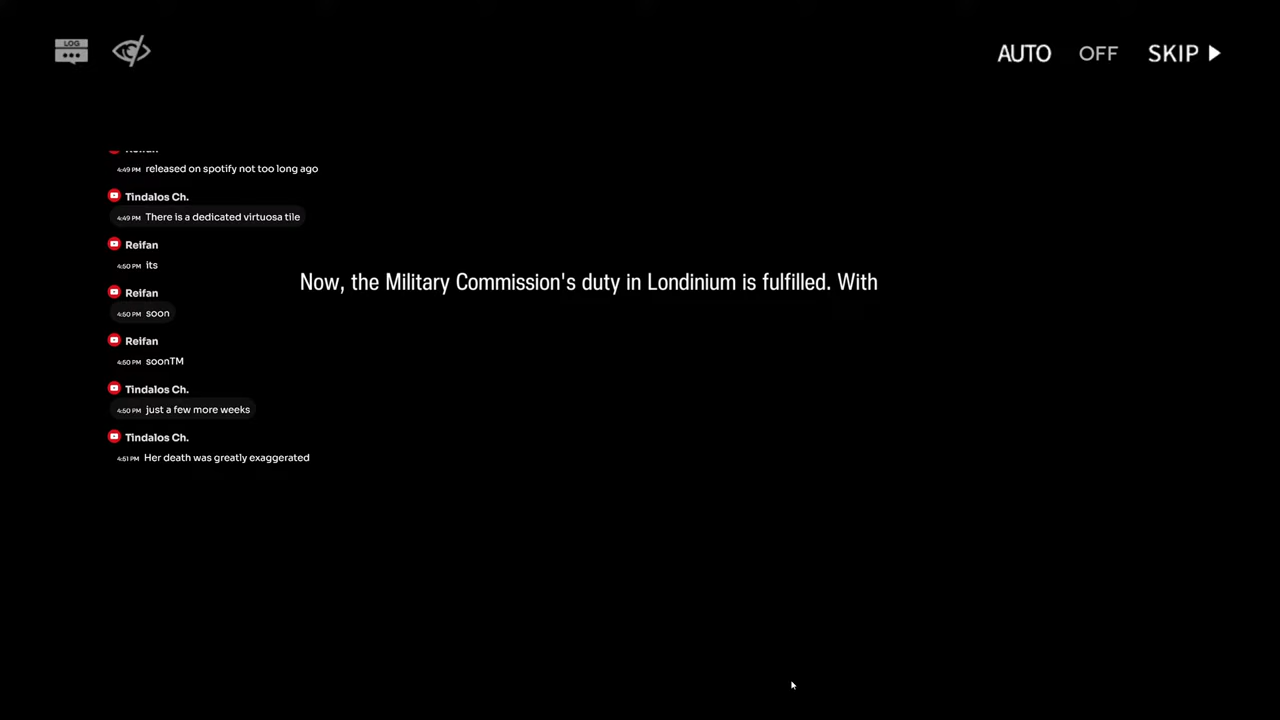 LOG
AUTO
OFF
SKIP
4:49 PM released on spotify not too long ago
Tindalos Ch.
4:49 PM There is a dedicated virtuosa tile
Reifan
4:50 PM its
Now, the Military Commission's duty in Londinium is fulfilled. With
Reifan
4:50 PM soon
Reifan
4:50 PM soonTM
Tindalos Ch.
4:50 PM just a few more weeks
Tindalos Ch.
4:51 PM Her death was greatly exaggerated